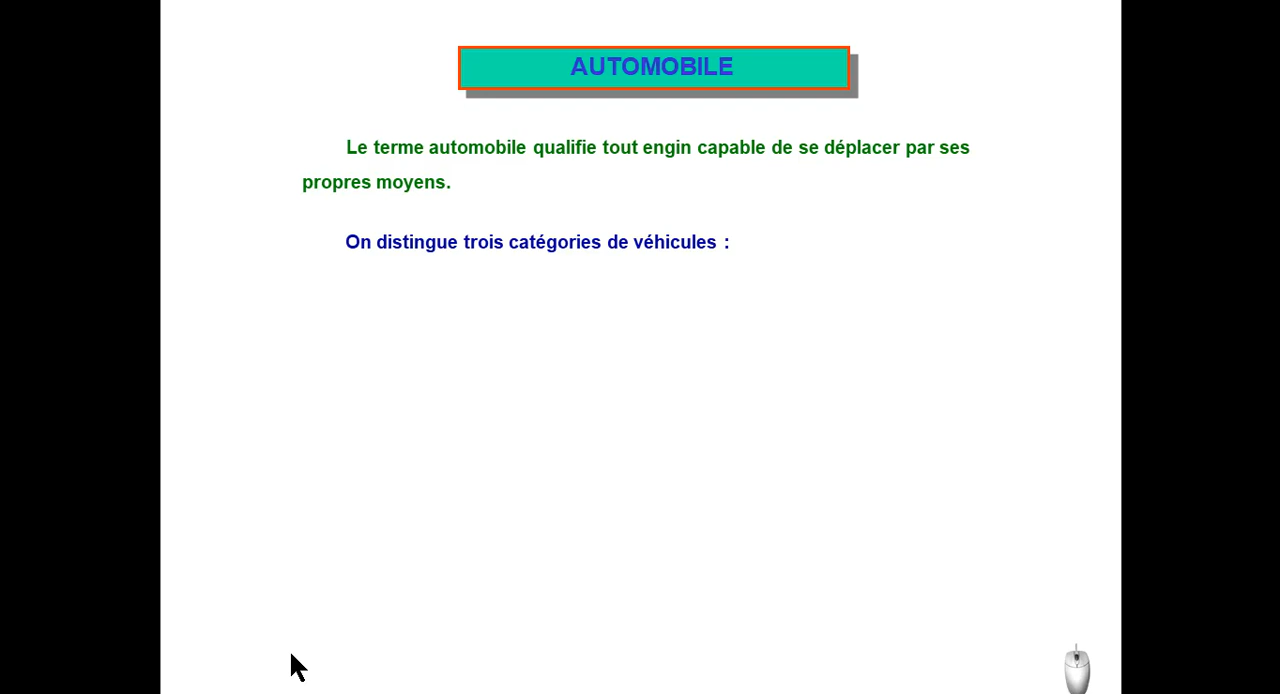 AUTOMOBILE
Le terme automobile qualifie tout engin capable de se déplacer par ses
propres moyens.
On distingue trois catégories de véhicules :